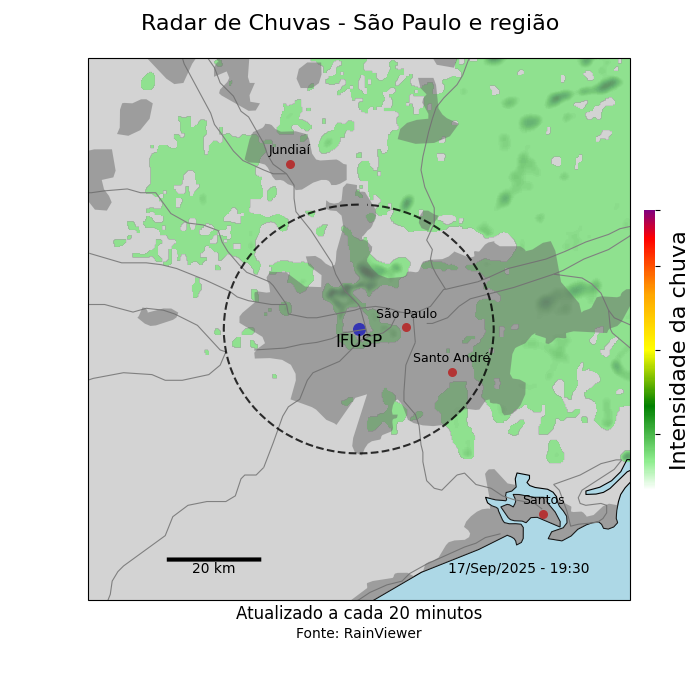 Radar de Chuvas - São Paulo e região
Jundiaí
São Paulo
IFUSP
Santo André
Santos
20 km
17/Sep/2025 - 19:30
Intensidade da chuva
Atualizado a cada 20 minutos
Fonte: RainViewer